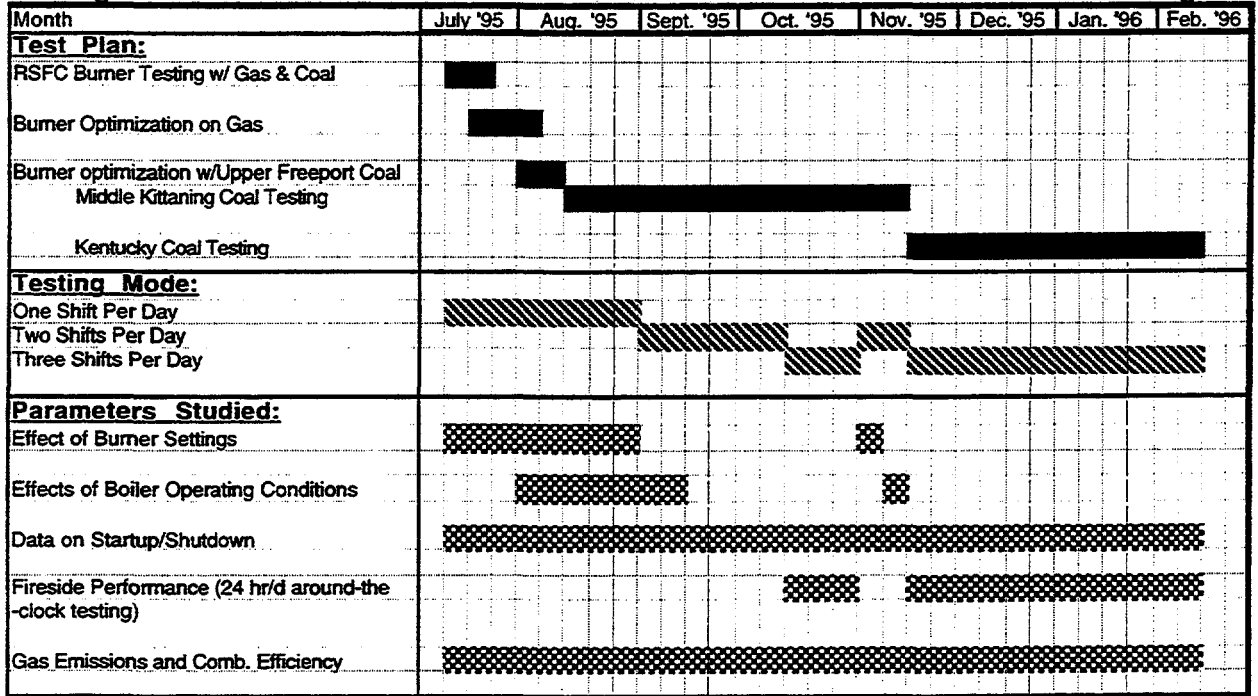 Month July '95 Aug. '95 Sept. '95 Oct. '95 Nov. '95 Dec. '95 Jan. '96 Feb. '96
Test Plan:
RSFC Burner Testing w/ Gas & Coal
Burner Optimization on Gas
Burner optimization w/Upper Freeport Coal
Middle Kittaning Coal Testing
Kentucky Coal Testing
Testing Mode:
One Shift Per Day
Two Shifts Per Day
Three Shifts Per Day
Parameters Studied:
Effect of Burner Settings
Effects of Boiler Operating Conditions
Data on Startup/Shutdown
Fireside Performance (24 hr/d around-the
-clock testing)
Gas Emissions and Comb. Efficiency